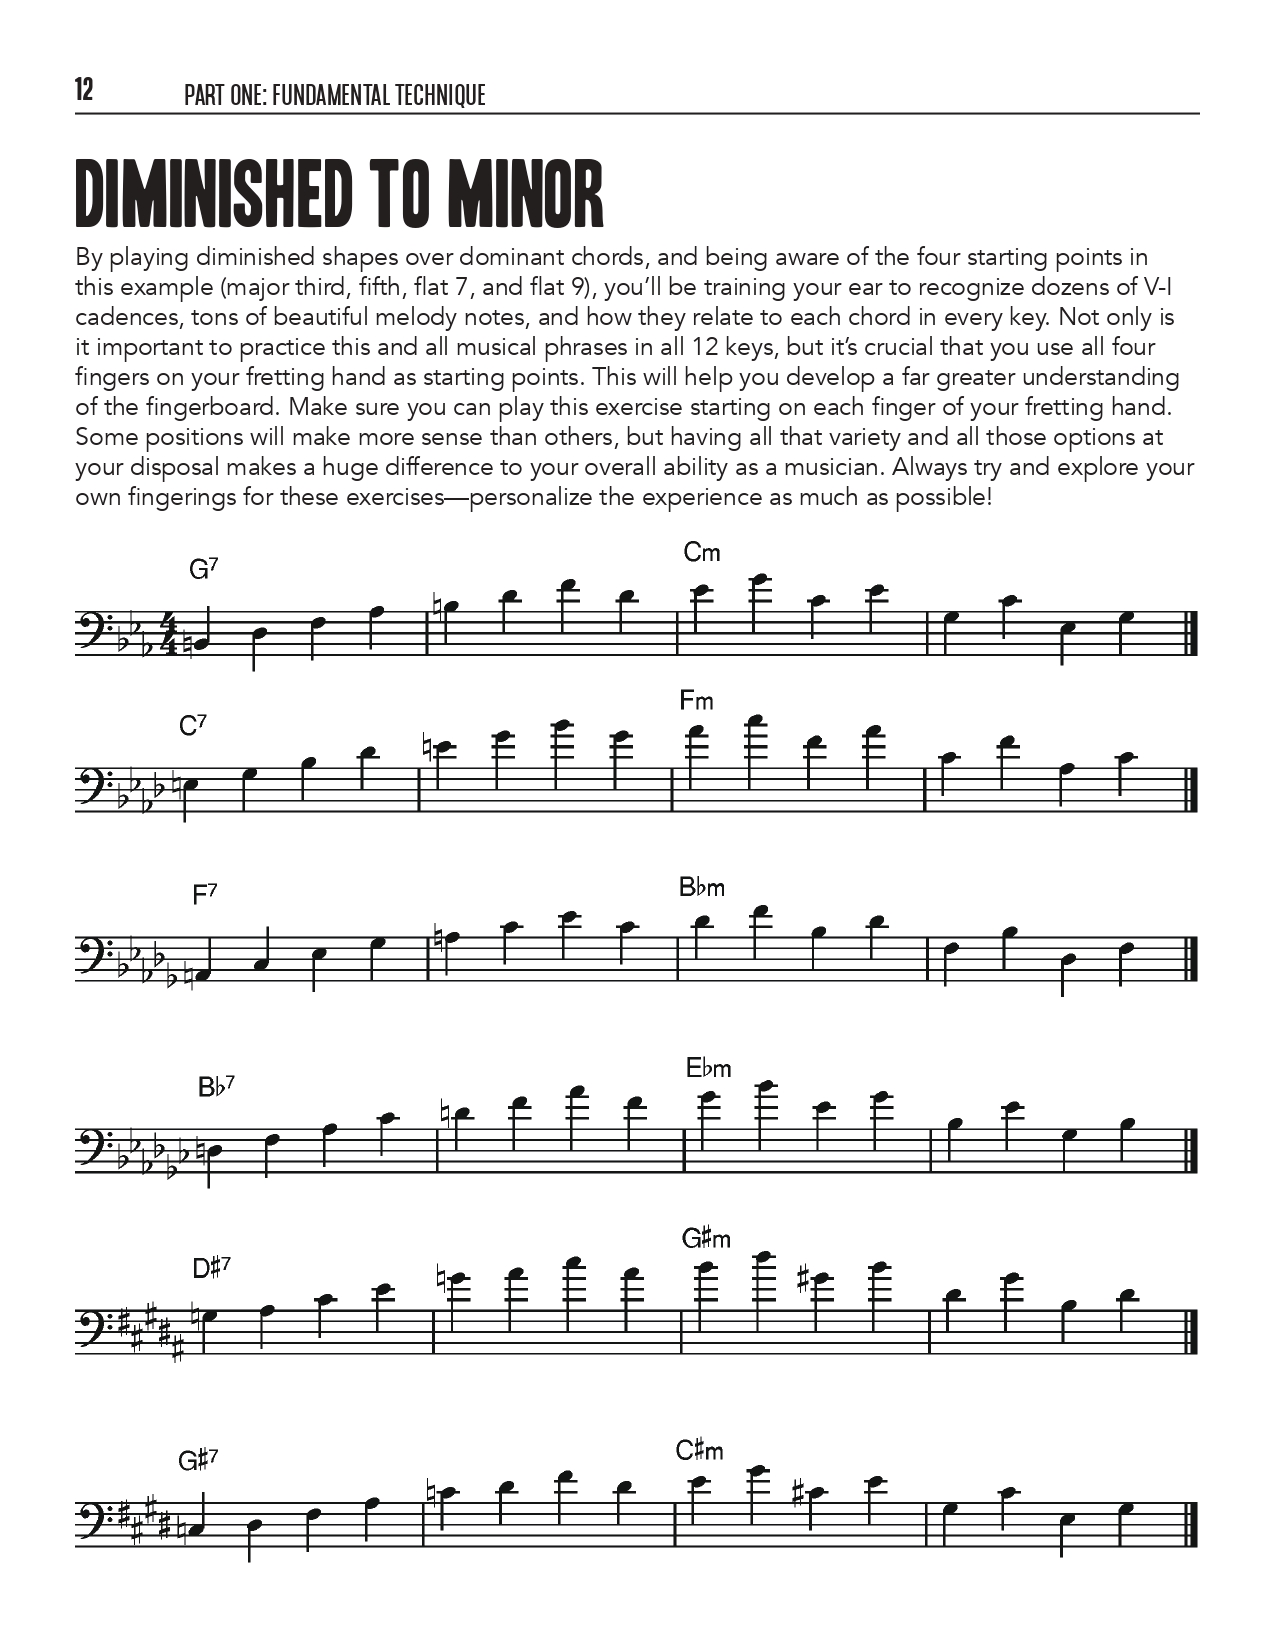 12 PART ONE: FUNDAMENTAL TECHNIQUE
DIMINISHED TO MINOR
By playing diminished shapes over dominant chords, and being aware of the four starting points in
this example (major third, fifth, flat 7, and flat 9), you’ll be training your ear to recognize dozens of V-I
cadences, tons of beautiful melody notes, and how they relate to each chord in every key. Not only is
it important to practice this and all musical phrases in all 12 keys, but it’s crucial that you use all four
fingers on your fretting hand as starting points. This will help you develop a far greater understanding
of the fingerboard. Make sure you can play this exercise starting on each finger of your fretting hand.
Some positions will make more sense than others, but having all that variety and all those options at
your disposal makes a huge difference to your overall ability as a musician. Always try and explore your
own fingerings for these exercises—personalize the experience as much as possible!
G7 Cm
4
4
C7 Fm
F7 B♭m
B♭7 E♭m
D♯7 G♯m
G♯7 C♯m